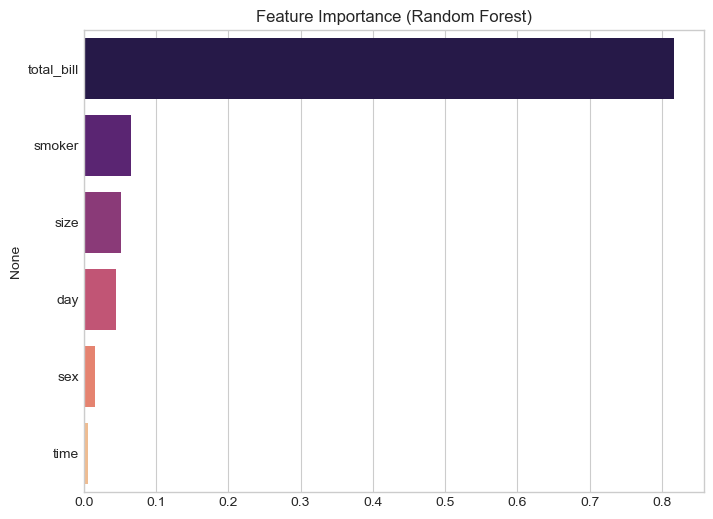 Feature Importance (Random Forest)
total_bill
smoker
size
day
sex
time
None
0.0 0.1 0.2 0.3 0.4 0.5 0.6 0.7 0.8